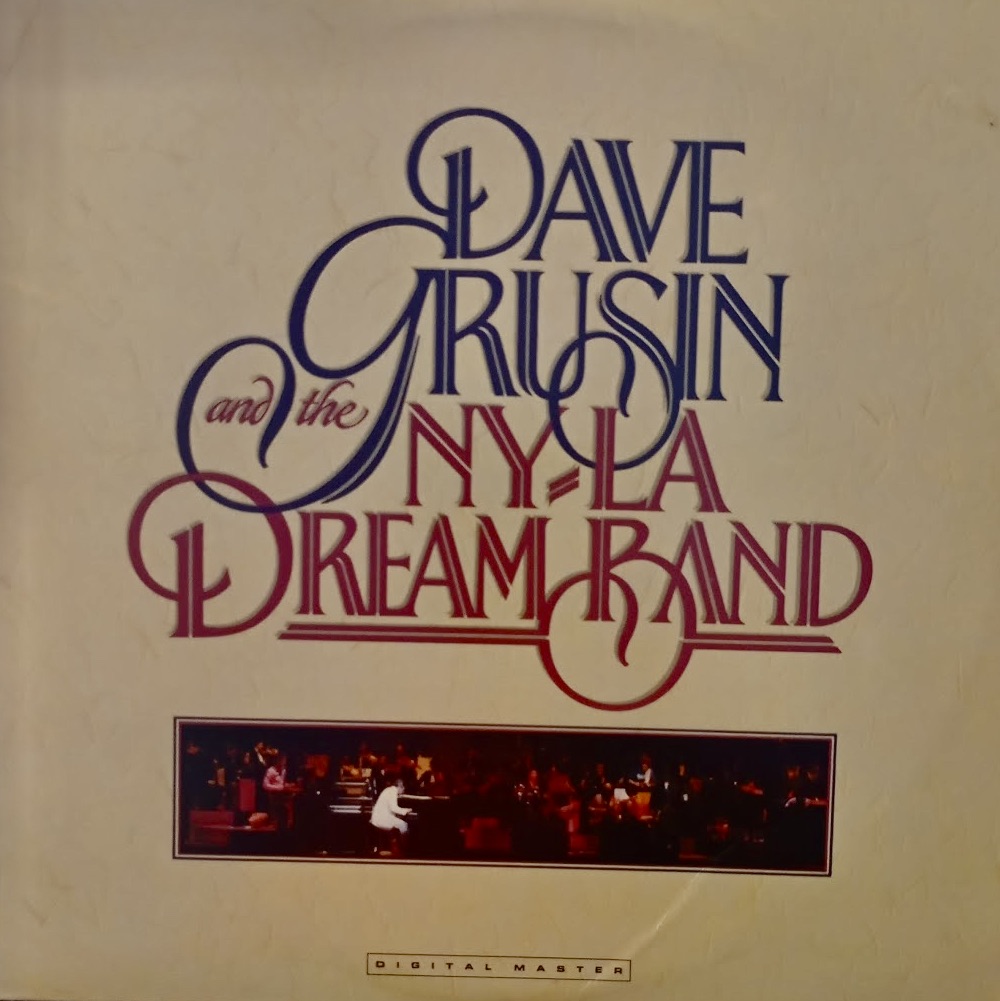 DAVE
GRUSIN
and the
NY-LA
DREAM BAND
DIGITAL MASTER